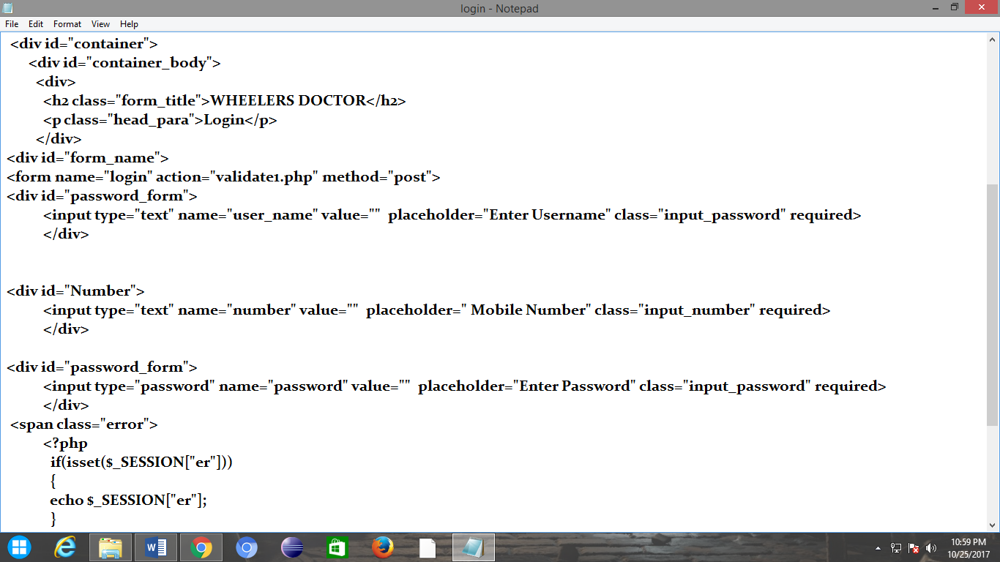 login - Notepad
File Edit Format View Help
<div id="container">
<div id="container_body">
<div>
<h2 class="form_title">WHEELERS DOCTOR</h2>
<p class="head_para">Login</p>
</div>
<div id="form_name">
<form name="login" action="validate1.php" method="post">
<div id="password_form">
<input type="text" name="user_name" value=""  placeholder="Enter Username" class="input_password" required>
</div>
<div id="Number">
<input type="text" name="number" value=""  placeholder=" Mobile Number" class="input_number" required>
</div>
<div id="password_form">
<input type="password" name="password" value=""  placeholder="Enter Password" class="input_password" required>
</div>
<span class="error">
<?php
if(isset($_SESSION["er"]))
{
echo $_SESSION["er"];
}
10:59 PM
10/25/2017